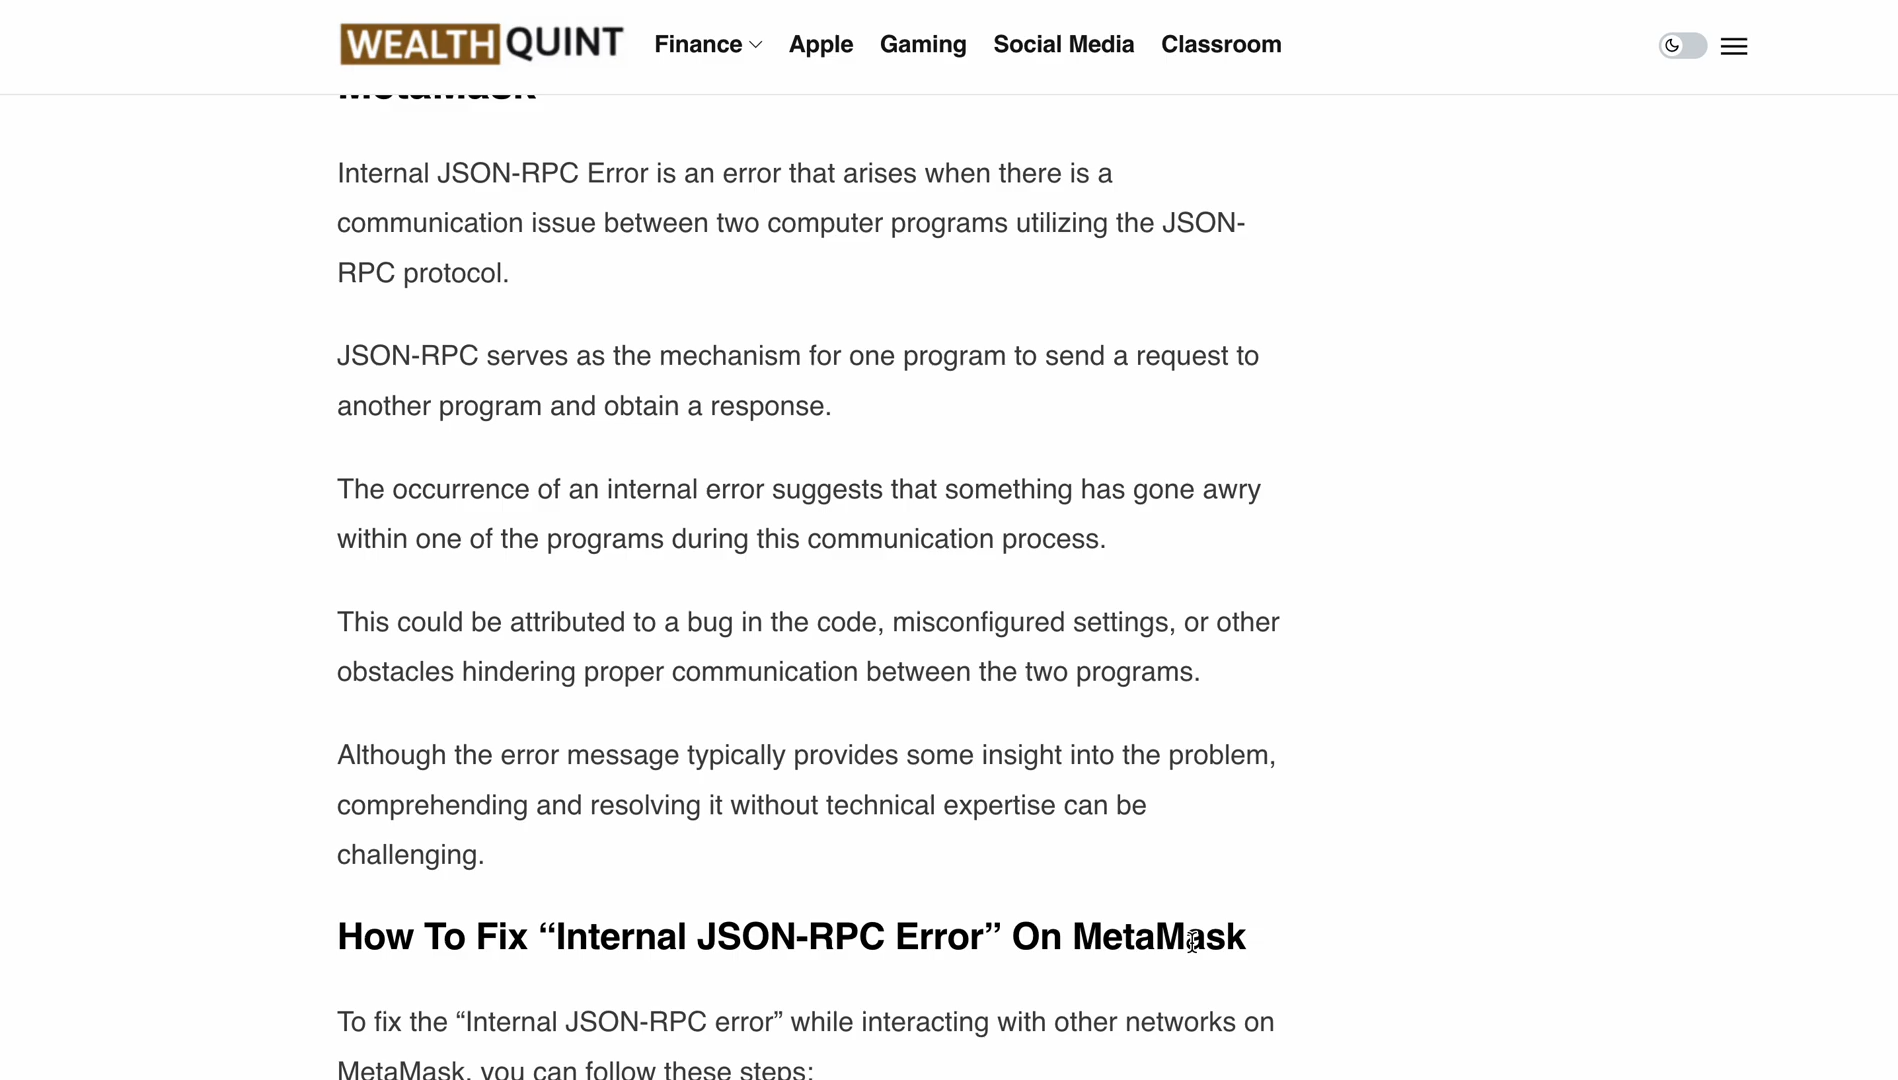 WEALTH QUINT Finance Apple Gaming Social Media Classroom
MetaMask
Internal JSON-RPC Error is an error that arises when there is a
communication issue between two computer programs utilizing the JSON-
RPC protocol.
JSON-RPC serves as the mechanism for one program to send a request to
another program and obtain a response.
The occurrence of an internal error suggests that something has gone awry
within one of the programs during this communication process.
This could be attributed to a bug in the code, misconfigured settings, or other
obstacles hindering proper communication between the two programs.
Although the error message typically provides some insight into the problem,
comprehending and resolving it without technical expertise can be
challenging.
How To Fix “Internal JSON-RPC Error” On MetaMask
To fix the “Internal JSON-RPC error” while interacting with other networks on
MetaMask, you can follow these steps: